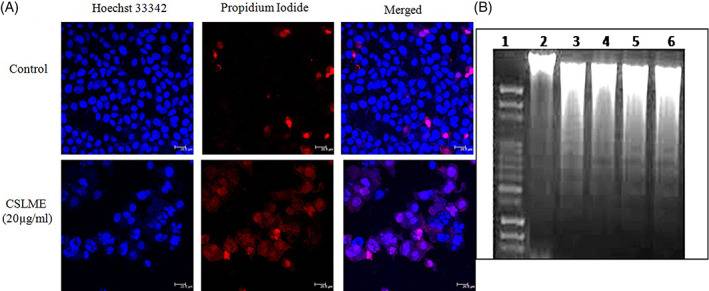 (A)
Hoechst 33342 Propidium Iodide Merged
Control
CSLME
(20µg/ml)
(B)
1 2 3 4 5 6